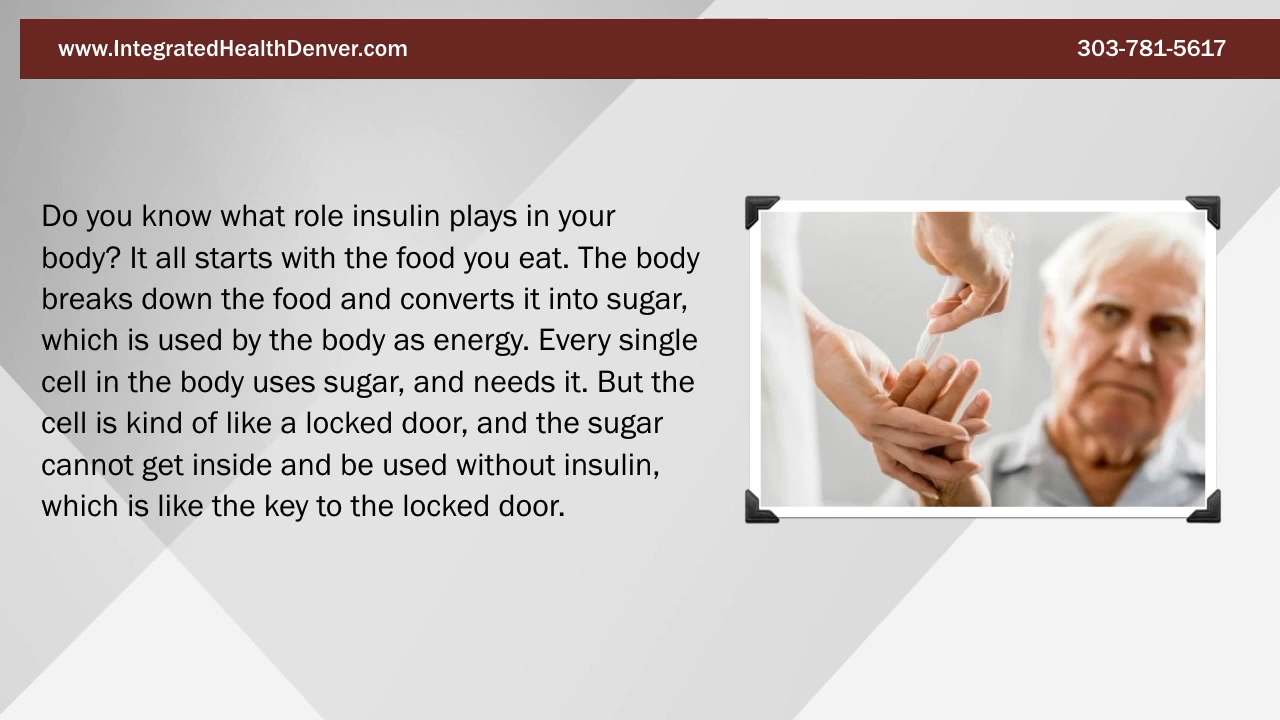 www.IntegratedHealthDenver.com
303-781-5617
Do you know what role insulin plays in your
body? It all starts with the food you eat. The body
breaks down the food and converts it into sugar,
which is used by the body as energy. Every single
cell in the body uses sugar, and needs it. But the
cell is kind of like a locked door, and the sugar
cannot get inside and be used without insulin,
which is like the key to the locked door.